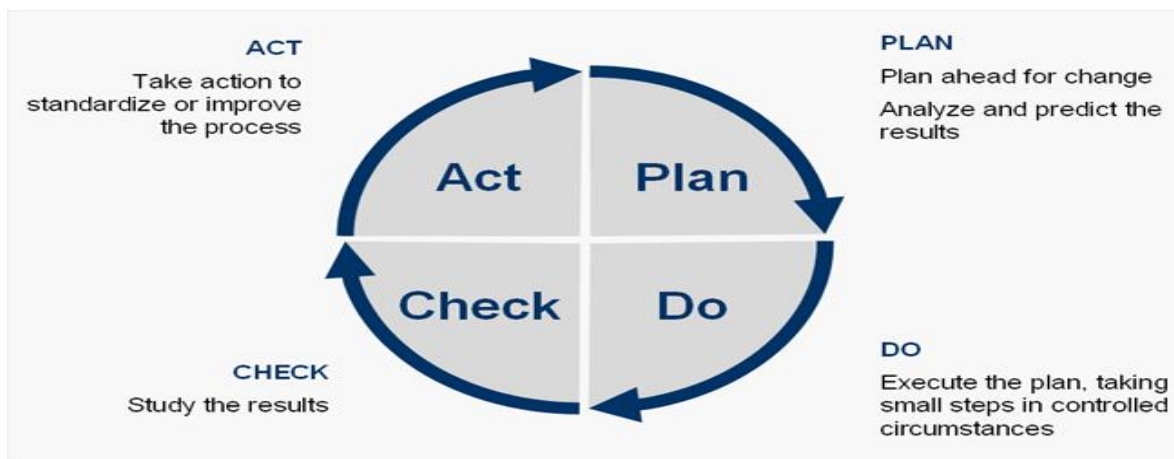 ACT
Take action to
standardize or improve
the process
PLAN
Plan ahead for change
Analyze and predict the
results
Act
Plan
Check
Do
CHECK
Study the results
DO
Execute the plan, taking
small steps in controlled
circumstances